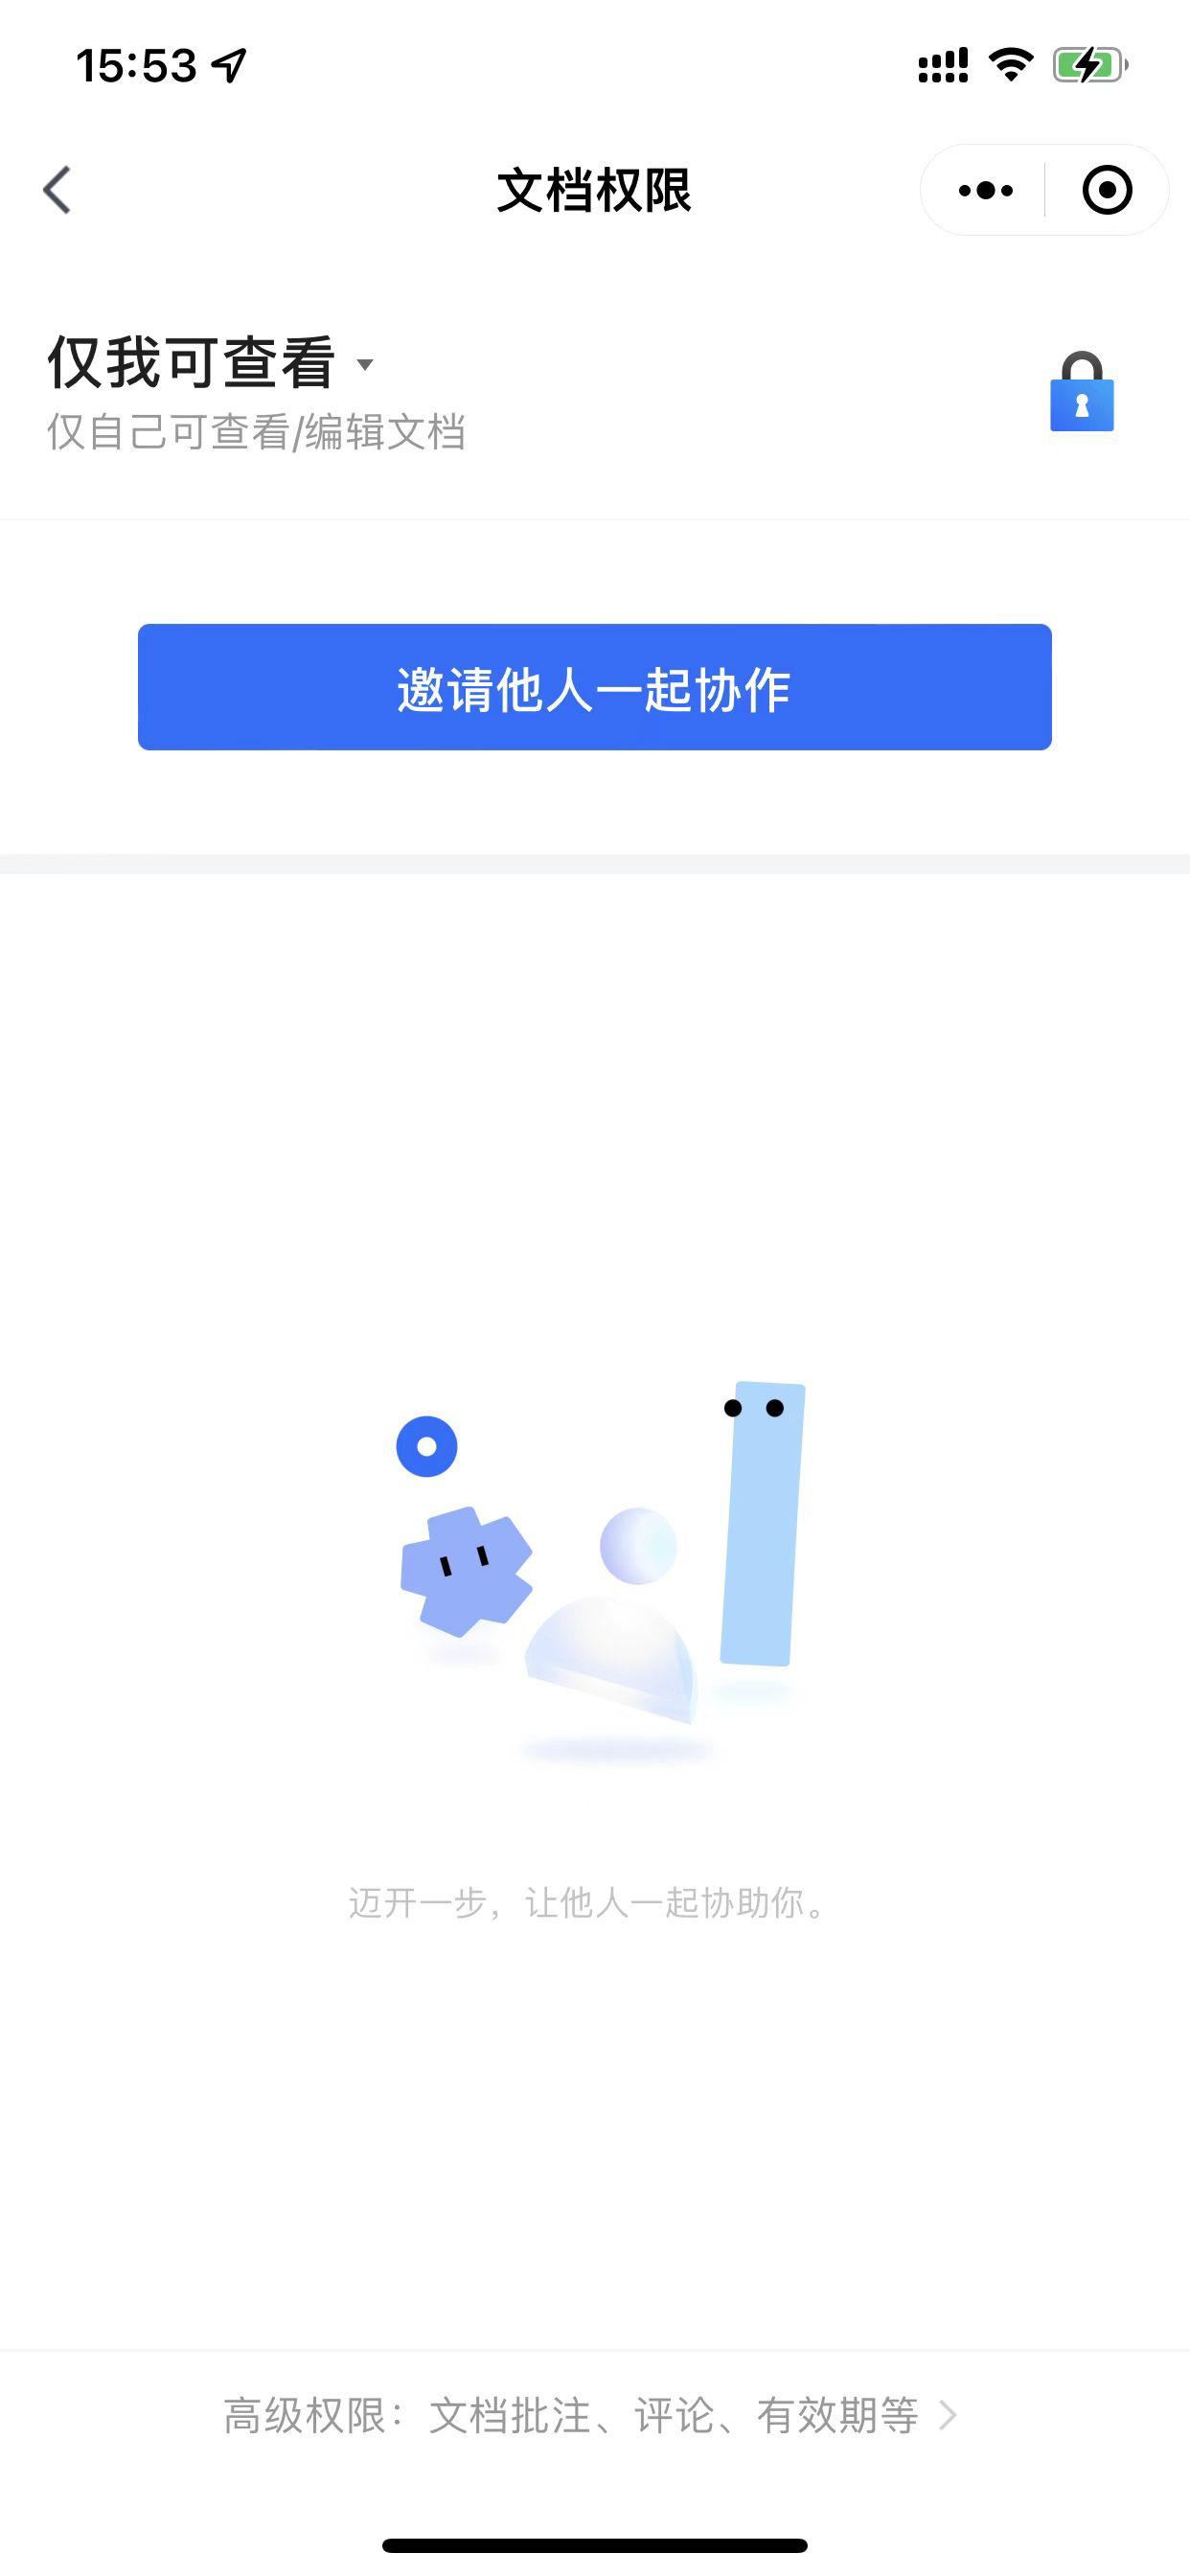 15:53
文档权限
仅我可查看
仅自己可查看/编辑文档
邀请他人一起协作
迈开一步，让他人一起协助你。
高级权限：文档批注、评论、有效期等